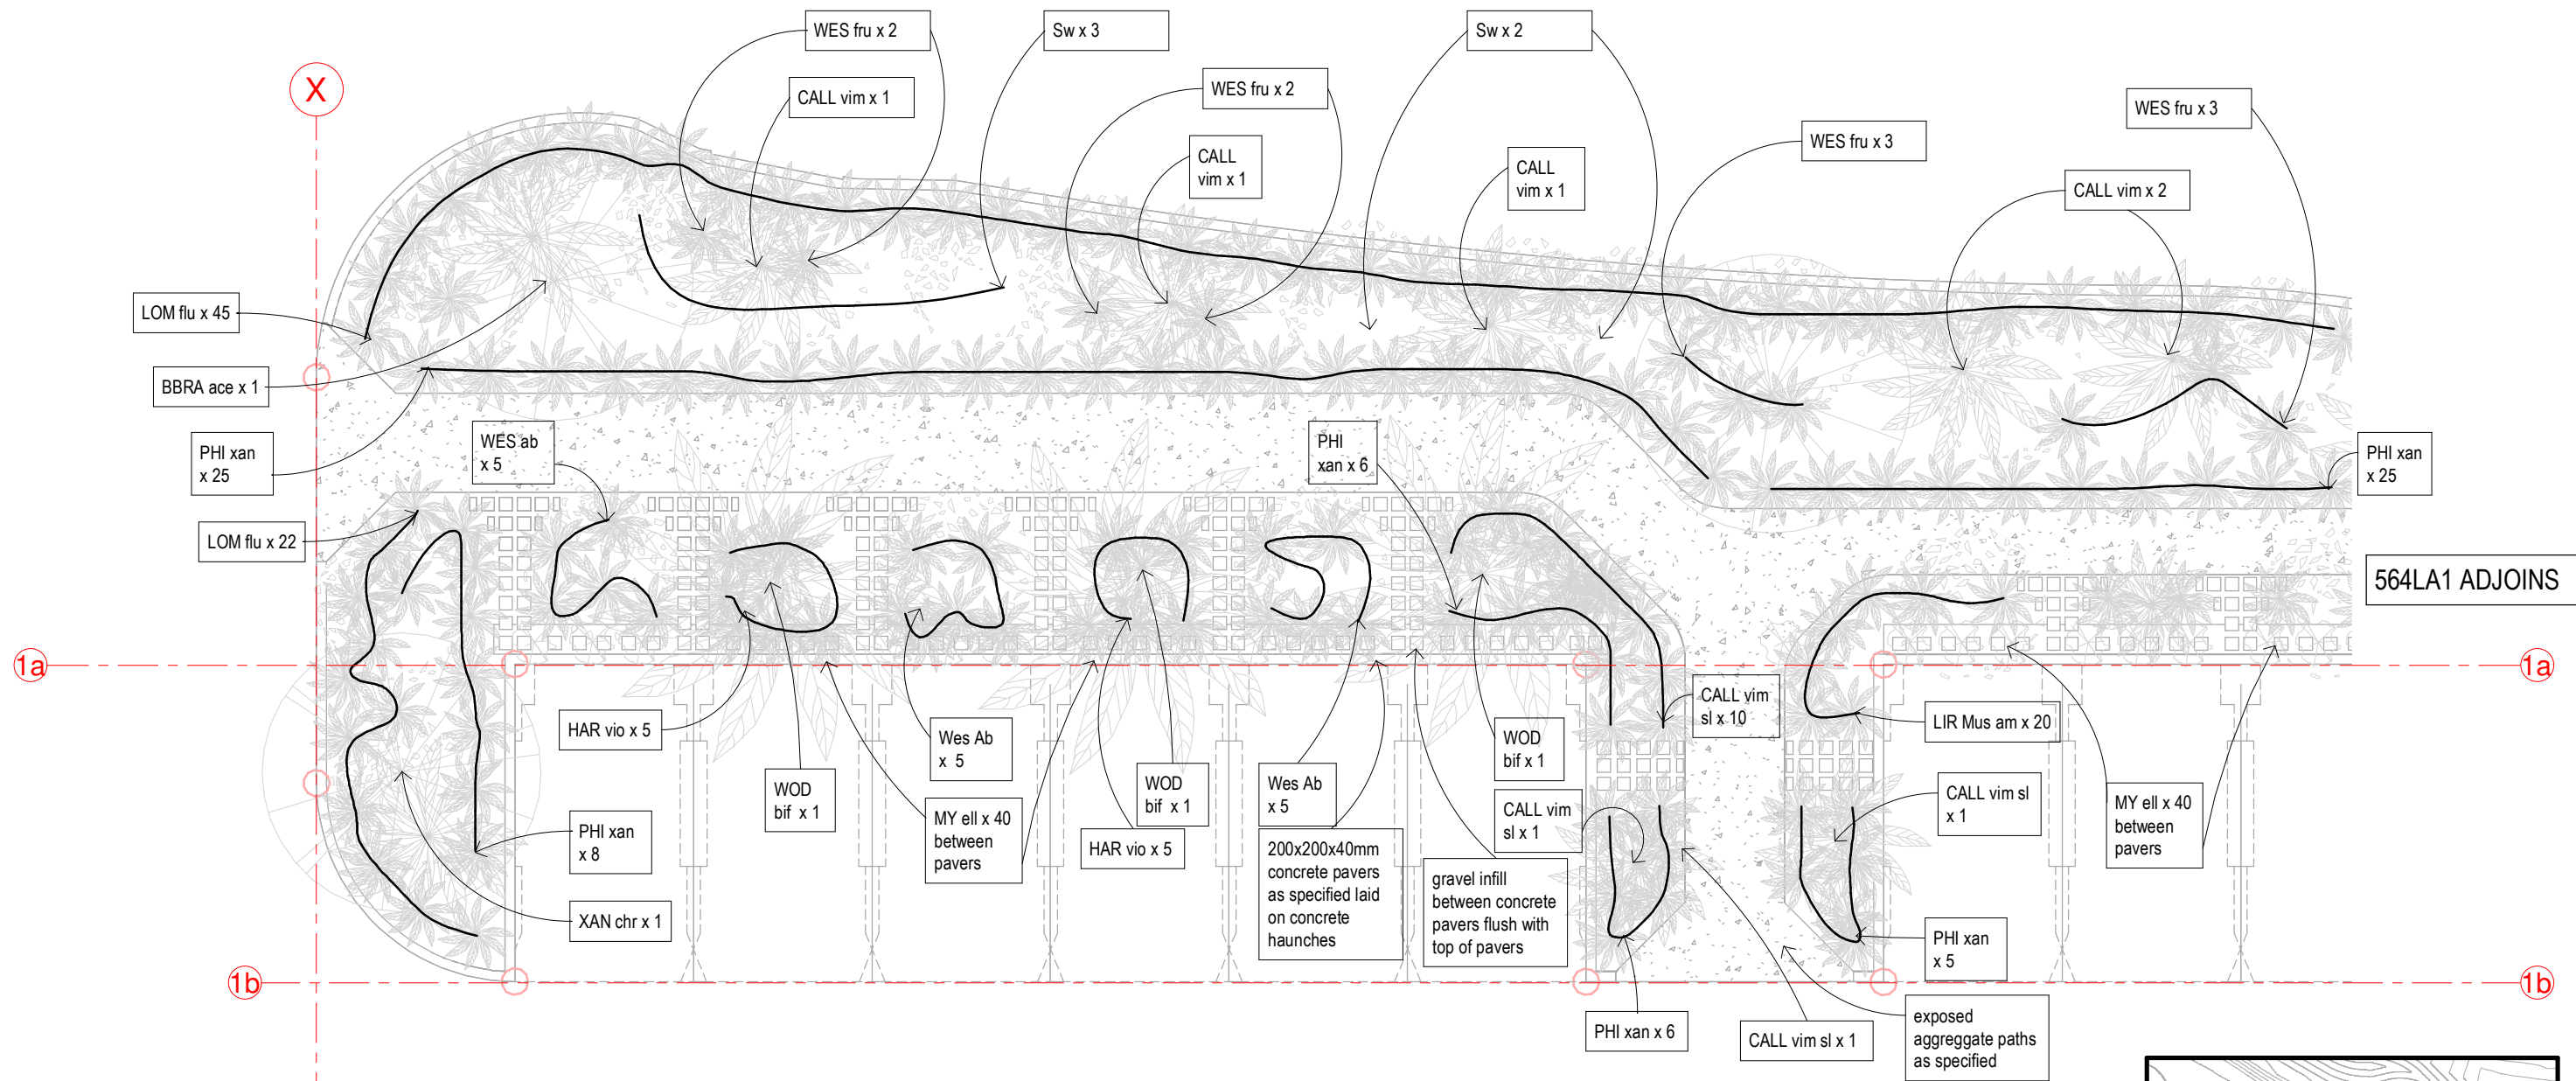 WES fru x 2
Sw x 3
Sw x 2
X
CALL vim x 1
WES fru x 2
WES fru x 3
WES fru x 3
CALL
vim x 1
CALL
vim x 1
CALL vim x 2
LOM flu x 45
BBRA ace x 1
PHI xan
x 25
WES ab
x 5
PHI
xan x 6
PHI xan
x 25
LOM flu x 22
564LA1 ADJOINS
1a
1a
HAR vio x 5
Wes Ab
x 5
WOD
bif x 1
CALL vim
sl x 10
LIR Mus am x 20
WOD
bif x 1
WOD
bif x 1
Wes Ab
x 5
CALL vim
sl x 1
CALL vim sl
x 1
MY ell x 40
between
pavers
MY ell x 40
between
pavers
PHI xan
x 8
HAR vio x 5
200x200x40mm
concrete pavers
as specified laid
on concrete
haunches
gravel infill
between concrete
pavers flush with
top of pavers
XAN chr x 1
PHI xan
x 5
1b
1b
PHI xan x 6
CALL vim sl x 1
exposed
aggreggate paths
as specified